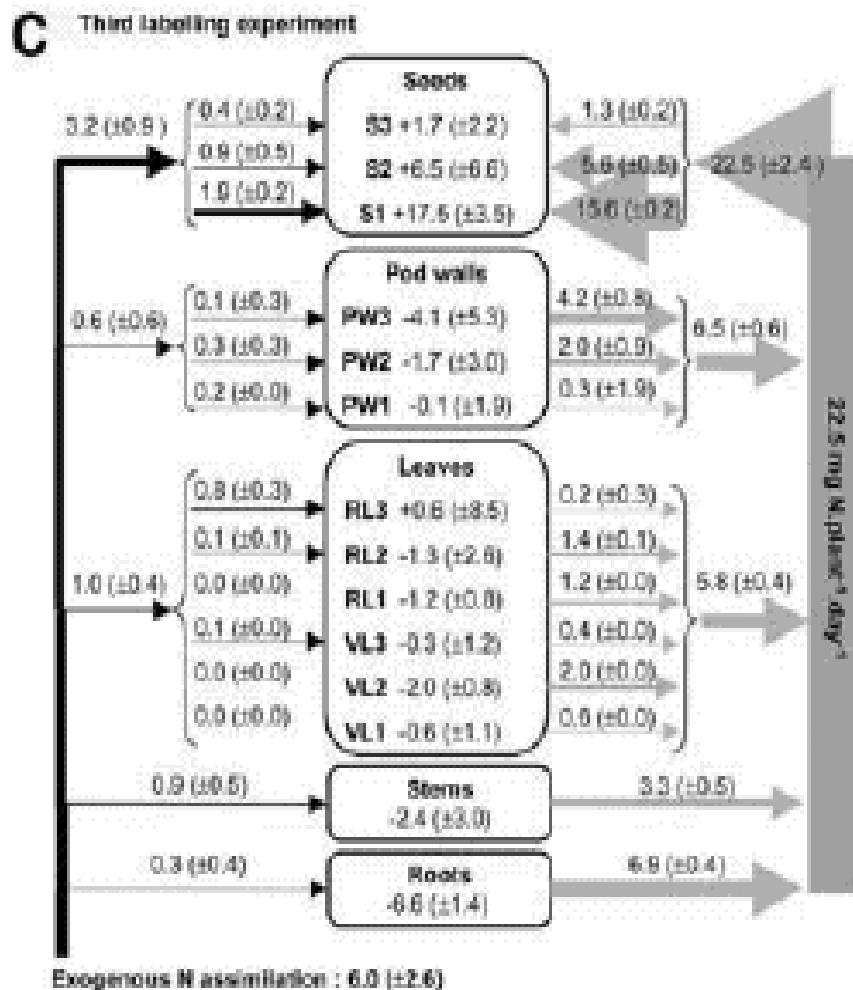 C Third labelling experiment
Seeds
3.2 (±0.9)
0.4 (±0.2)
S3 +1.7 (±2.2)
1.3 (±0.2)
0.9 (±0.5)
S2 +6.5 (±6.6)
5.6 (±0.5)
22.5 (±2.4)
1.9 (±0.2)
S1 +17.5 (±3.5)
15.6 (±0.2)
Pod walls
0.6 (±0.6)
0.1 (±0.3)
PW3 -4.1 (±5.3)
4.2 (±0.8)
6.5 (±0.6)
0.3 (±0.3)
PW2 -1.7 (±3.0)
2.0 (±0.9)
0.2 (±0.0)
PW1 -0.1 (±1.9)
0.3 (±1.9)
Leaves
1.0 (±0.4)
0.8 (±0.3)
RL3 +0.6 (±8.5)
0.2 (±0.3)
5.8 (±0.4)
0.1 (±0.1)
RL2 -1.3 (±2.6)
1.4 (±0.1)
0.0 (±0.0)
RL1 -1.2 (±0.8)
1.2 (±0.0)
0.1 (±0.0)
VL3 -0.3 (±1.2)
0.4 (±0.0)
0.0 (±0.0)
VL2 -2.0 (±0.8)
2.0 (±0.0)
0.0 (±0.0)
VL1 -0.6 (±1.1)
0.6 (±0.0)
22.5 mg N.plant⁻¹.day⁻¹
0.9 (±0.5)
Stems
-2.4 (±3.0)
3.3 (±0.5)
0.3 (±0.4)
Roots
-6.6 (±1.4)
6.9 (±0.4)
Exogenous N assimilation : 6.0 (±2.6)